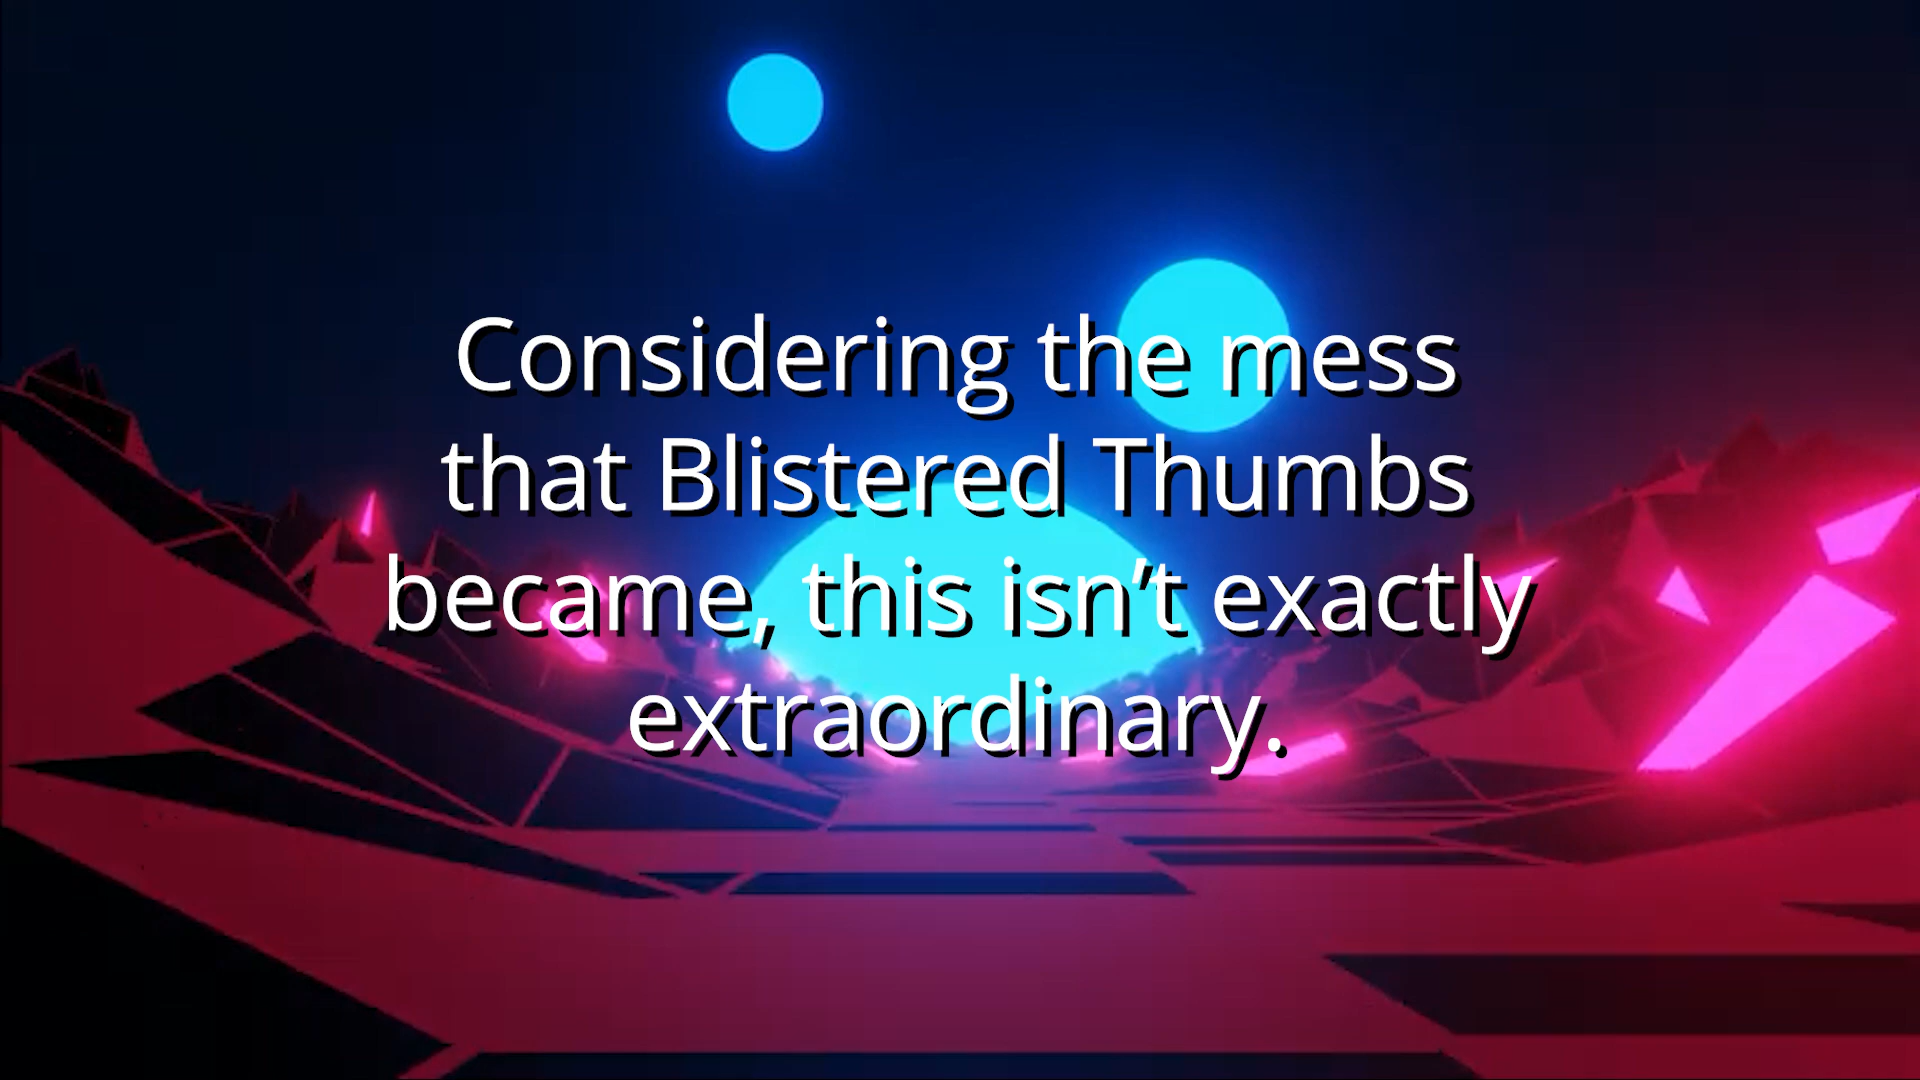 Considering the mess
that Blistered Thumbs
became, this isn’t exactly
extraordinary.